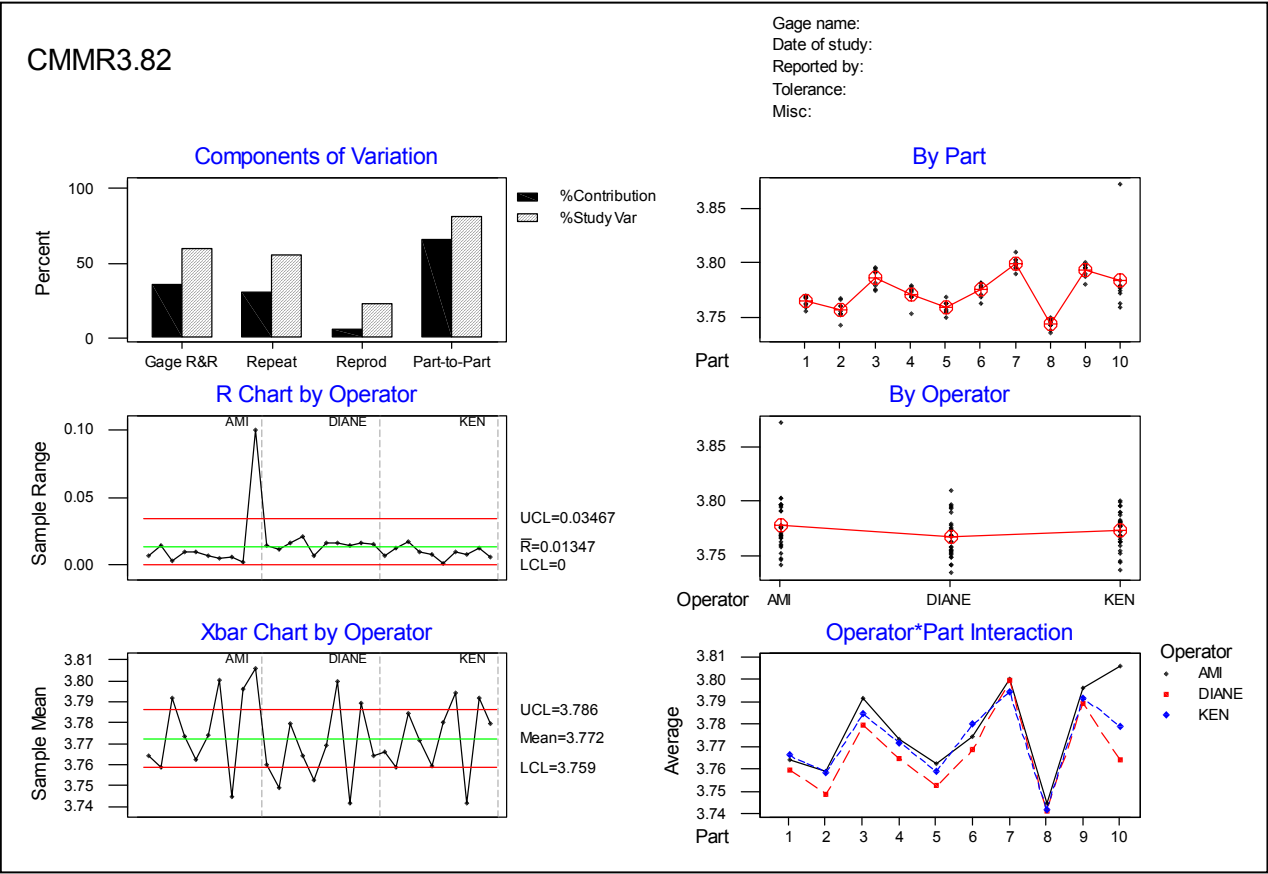 CMMR3.82
Gage name:
Date of study:
Reported by:
Tolerance:
Misc:
Components of Variation
100
50
0
Percent
Gage R&R Repeat Reprod Part-to-Part
%Contribution
%Study Var
By Part
3.85
3.80
3.75
Part 1 2 3 4 5 6 7 8 9 10
R Chart by Operator
AMI DIANE KEN
0.10
0.05
0.00
Sample Range
UCL=0.03467
R̅=0.01347
LCL=0
By Operator
3.85
3.80
3.75
Operator AMI DIANE KEN
Xbar Chart by Operator
AMI DIANE KEN
3.81
3.80
3.79
3.78
3.77
3.76
3.75
3.74
Sample Mean
UCL=3.786
Mean=3.772
LCL=3.759
Operator*Part Interaction
3.81
3.80
3.79
3.78
3.77
3.76
3.75
3.74
Average
Part 1 2 3 4 5 6 7 8 9 10
Operator
AMI
DIANE
KEN